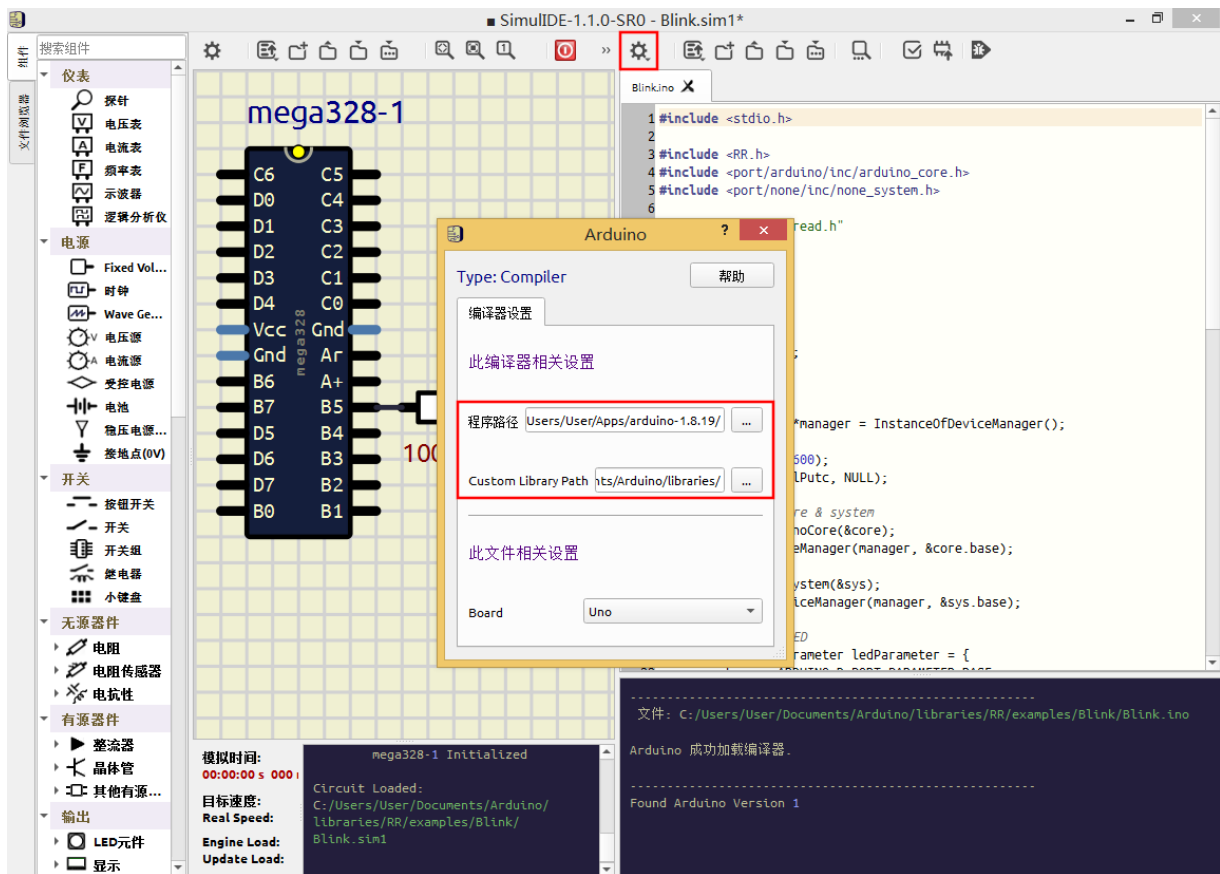 SimulIDE-1.1.0-SR0 - Blink.sim1*
组件
文件浏览器
搜索组件
仪表
探针
电压表
电流表
频率表
示波器
逻辑分析仪
电源
Fixed Vol...
时钟
Wave Ge...
电压源
电流源
受控电源
电池
稳压电源...
接地点(0V)
开关
按钮开关
开关
开关组
继电器
小键盘
无源器件
电阻
电阻传感器
电抗性
有源器件
整流器
晶体管
其他有源...
输出
LED元件
显示
mega328-1
C6 C5
D0 C4
D1 C3
D2 C2
D3 C1
D4 C0
Vcc Gnd
Gnd Ar
B6 A+
B7 B5
D5 B4
D6 B3
D7 B2
B0 B1
mega328
100
模拟时间:
00:00:00 s 000
目标速度:
Real Speed:
Engine Load:
Update Load:
mega328-1 Initialized
Circuit Loaded:
C:/Users/User/Documents/Arduino/
libraries/RR/examples/Blink/
Blink.sim1
Blink.ino X
1 #include <stdio.h>
2
3 #include <RR.h>
4 #include <port/arduino/inc/arduino_core.h>
5 #include <port/none/inc/none_system.h>
6
read.h"
;
*manager = InstanceOfDeviceManager();
600);
lPutc, NULL);
re & system
noCore(&core);
eManager(manager, &core.base);
ystem(&sys);
iceManager(manager, &sys.base);
ED
rameter ledParameter = {
Arduino ? ×
Type: Compiler
帮助
编译器设置
此编译器相关设置
程序路径 Users/User/Apps/arduino-1.8.19/ ...
Custom Library Path nts/Arduino/libraries/ ...
此文件相关设置
Board Uno
文件: C:/Users/User/Documents/Arduino/libraries/RR/examples/Blink/Blink.ino
Arduino 成功加载编译器.
Found Arduino Version 1